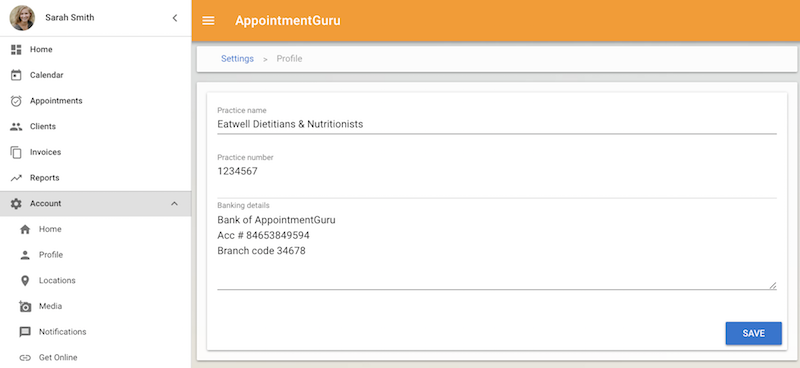 Sarah Smith
Home
Calendar
Appointments
Clients
Invoices
Reports
Account
Home
Profile
Locations
Media
Notifications
Get Online
AppointmentGuru
Settings > Profile
Practice name
Eatwell Dietitians & Nutritionists
Practice number
1234567
Banking details
Bank of AppointmentGuru
Acc # 84653849594
Branch code 34678
SAVE